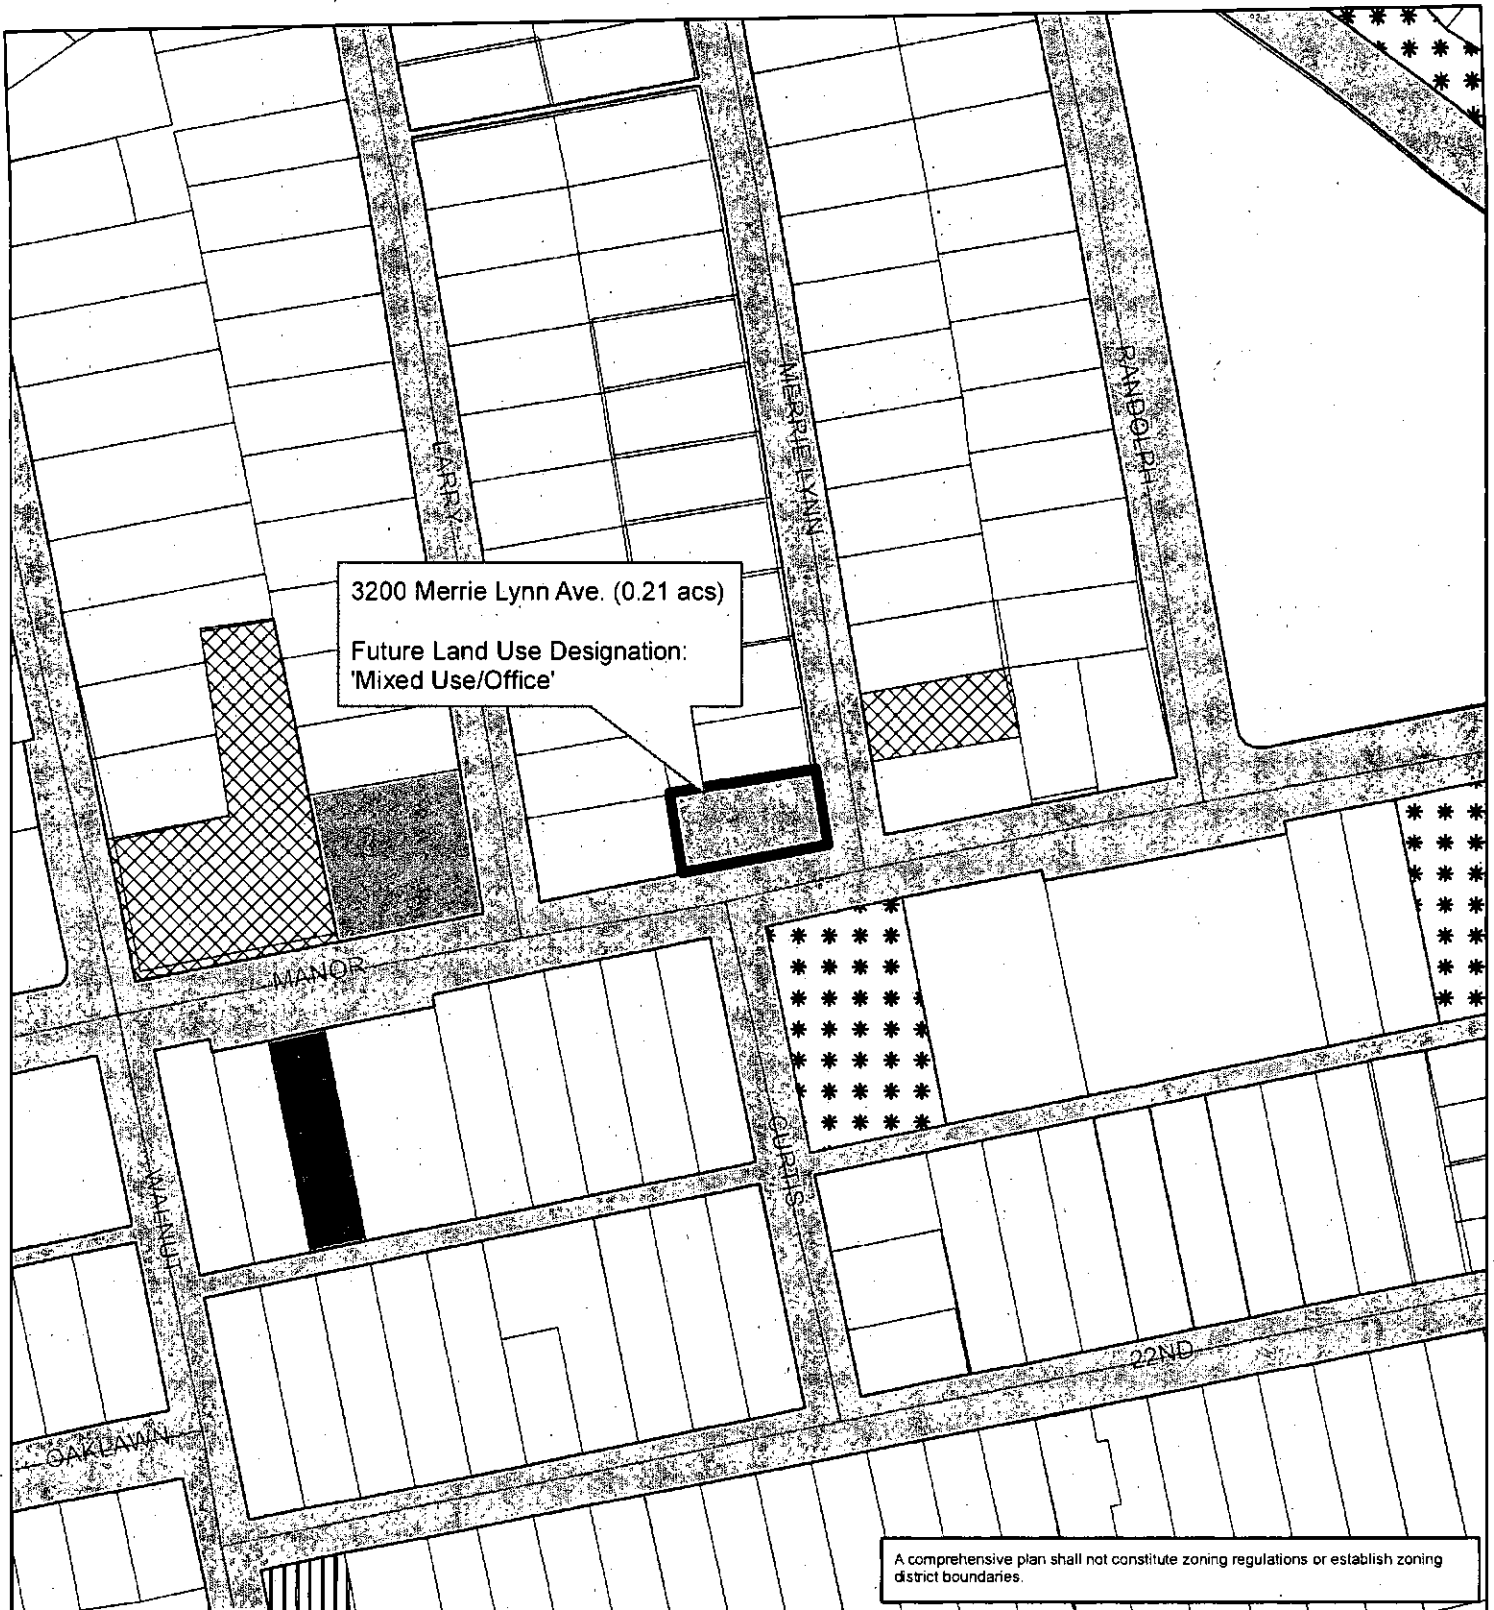 LARRY
MERRIE LYNN
RANDOLPH
3200 Merrie Lynn Ave. (0.21 acs)
Future Land Use Designation:
'Mixed Use/Office'
MANOR
WALNUT
CURTIS
22ND
OAKLAWN
A comprehensive plan shall not constitute zoning regulations or establish zoning
district boundaries.